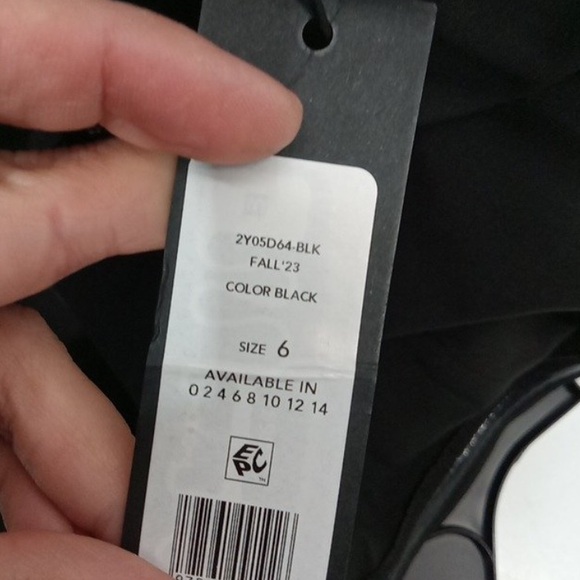 2Y05D64-BLK
FALL'23
COLOR BLACK
SIZE 6
AVAILABLE IN
0 2 4 6 8 10 12 14
EPC
TM